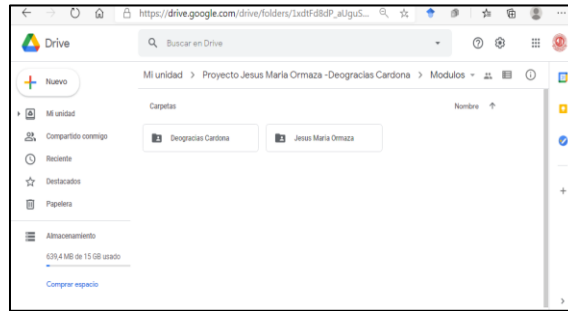 https://drive.google.com/drive/folders/1xdtFd8dP_aUguS...
Drive
Buscar en Drive
Nuevo
Mi unidad > Proyecto Jesus Maria Ormaza -Deogracias Cardona > Modulos
Carpetas
Nombre
Mi unidad
Compartido conmigo
Reciente
Destacados
Papelera
Deogracias Cardona
Jesus Maria Ormaza
Almacenamiento
639,4 MB de 15 GB usado
Comprar espacio